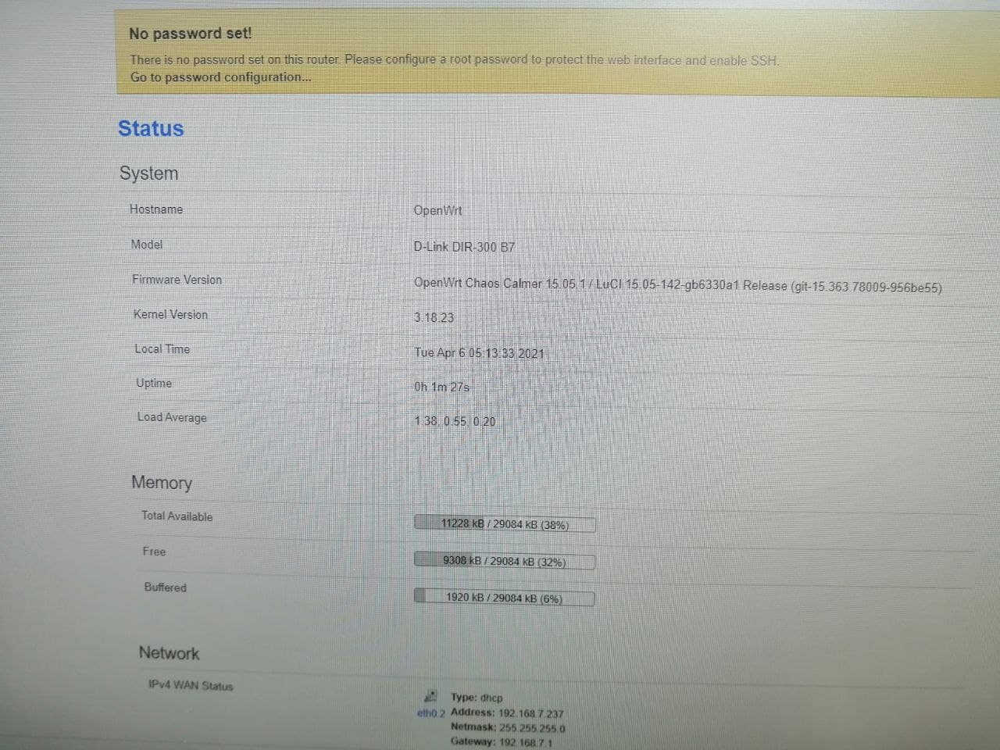 No password set!
There is no password set on this router. Please configure a root password to protect the web interface and enable SSH.
Go to password configuration...
Status
System
Hostname OpenWrt
Model D-Link DIR-300 B7
Firmware Version OpenWrt Chaos Calmer 15.05.1 / LuCI 15.05-142-gb6330a1 Release (git-15.363.78009-956be55)
Kernel Version 3.18.23
Local Time Tue Apr 6 05:13:33 2021
Uptime 0h 1m 27s
Load Average 1.38, 0.55, 0.20
Memory
Total Available 11228 kB / 29084 kB (38%)
Free 9308 kB / 29084 kB (32%)
Buffered 1920 kB / 29084 kB (6%)
Network
IPv4 WAN Status
Type: dhcp
eth0.2 Address: 192.168.7.237
Netmask: 255.255.255.0
Gateway: 192.168.7.1